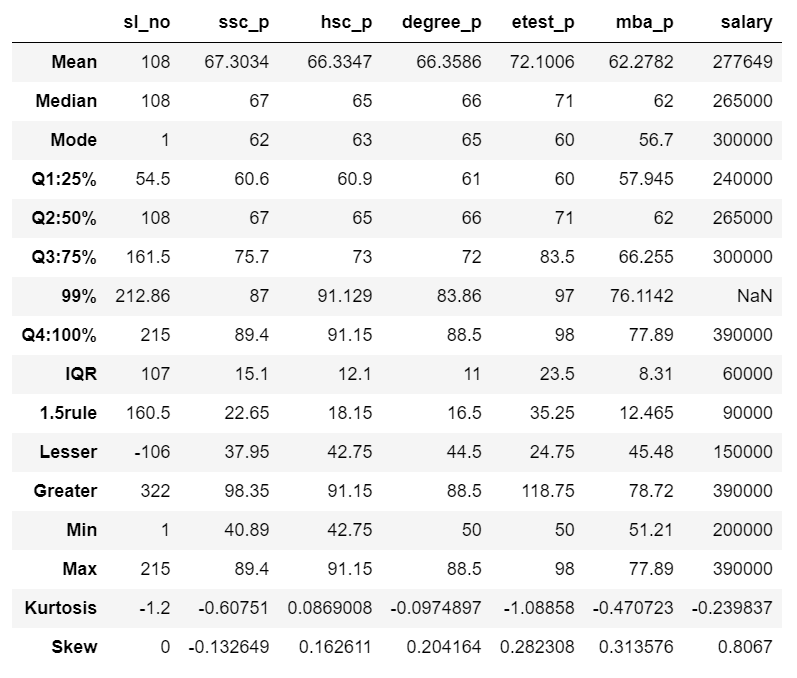 sl_no ssc_p hsc_p degree_p etest_p mba_p salary
Mean 108 67.3034 66.3347 66.3586 72.1006 62.2782 277649
Median 108 67 65 66 71 62 265000
Mode 1 62 63 65 60 56.7 300000
Q1:25% 54.5 60.6 60.9 61 60 57.945 240000
Q2:50% 108 67 65 66 71 62 265000
Q3:75% 161.5 75.7 73 72 83.5 66.255 300000
99% 212.86 87 91.129 83.86 97 76.1142 NaN
Q4:100% 215 89.4 91.15 88.5 98 77.89 390000
IQR 107 15.1 12.1 11 23.5 8.31 60000
1.5rule 160.5 22.65 18.15 16.5 35.25 12.465 90000
Lesser -106 37.95 42.75 44.5 24.75 45.48 150000
Greater 322 98.35 91.15 88.5 118.75 78.72 390000
Min 1 40.89 42.75 50 50 51.21 200000
Max 215 89.4 91.15 88.5 98 77.89 390000
Kurtosis -1.2 -0.60751 0.0869008 -0.0974897 -1.08858 -0.470723 -0.239837
Skew 0 -0.132649 0.162611 0.204164 0.282308 0.313576 0.8067